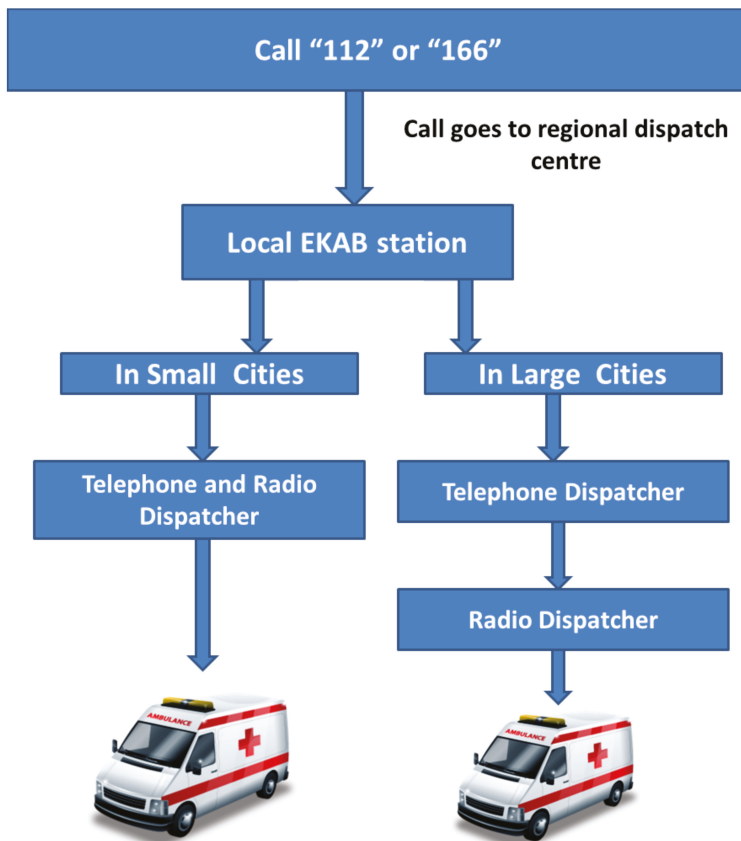 Call “112” or “166”
Call goes to regional dispatch
centre
Local EKAB station
In Small Cities
In Large Cities
Telephone and Radio
Dispatcher
Telephone Dispatcher
Radio Dispatcher
AMBULANCE
AMBULANCE